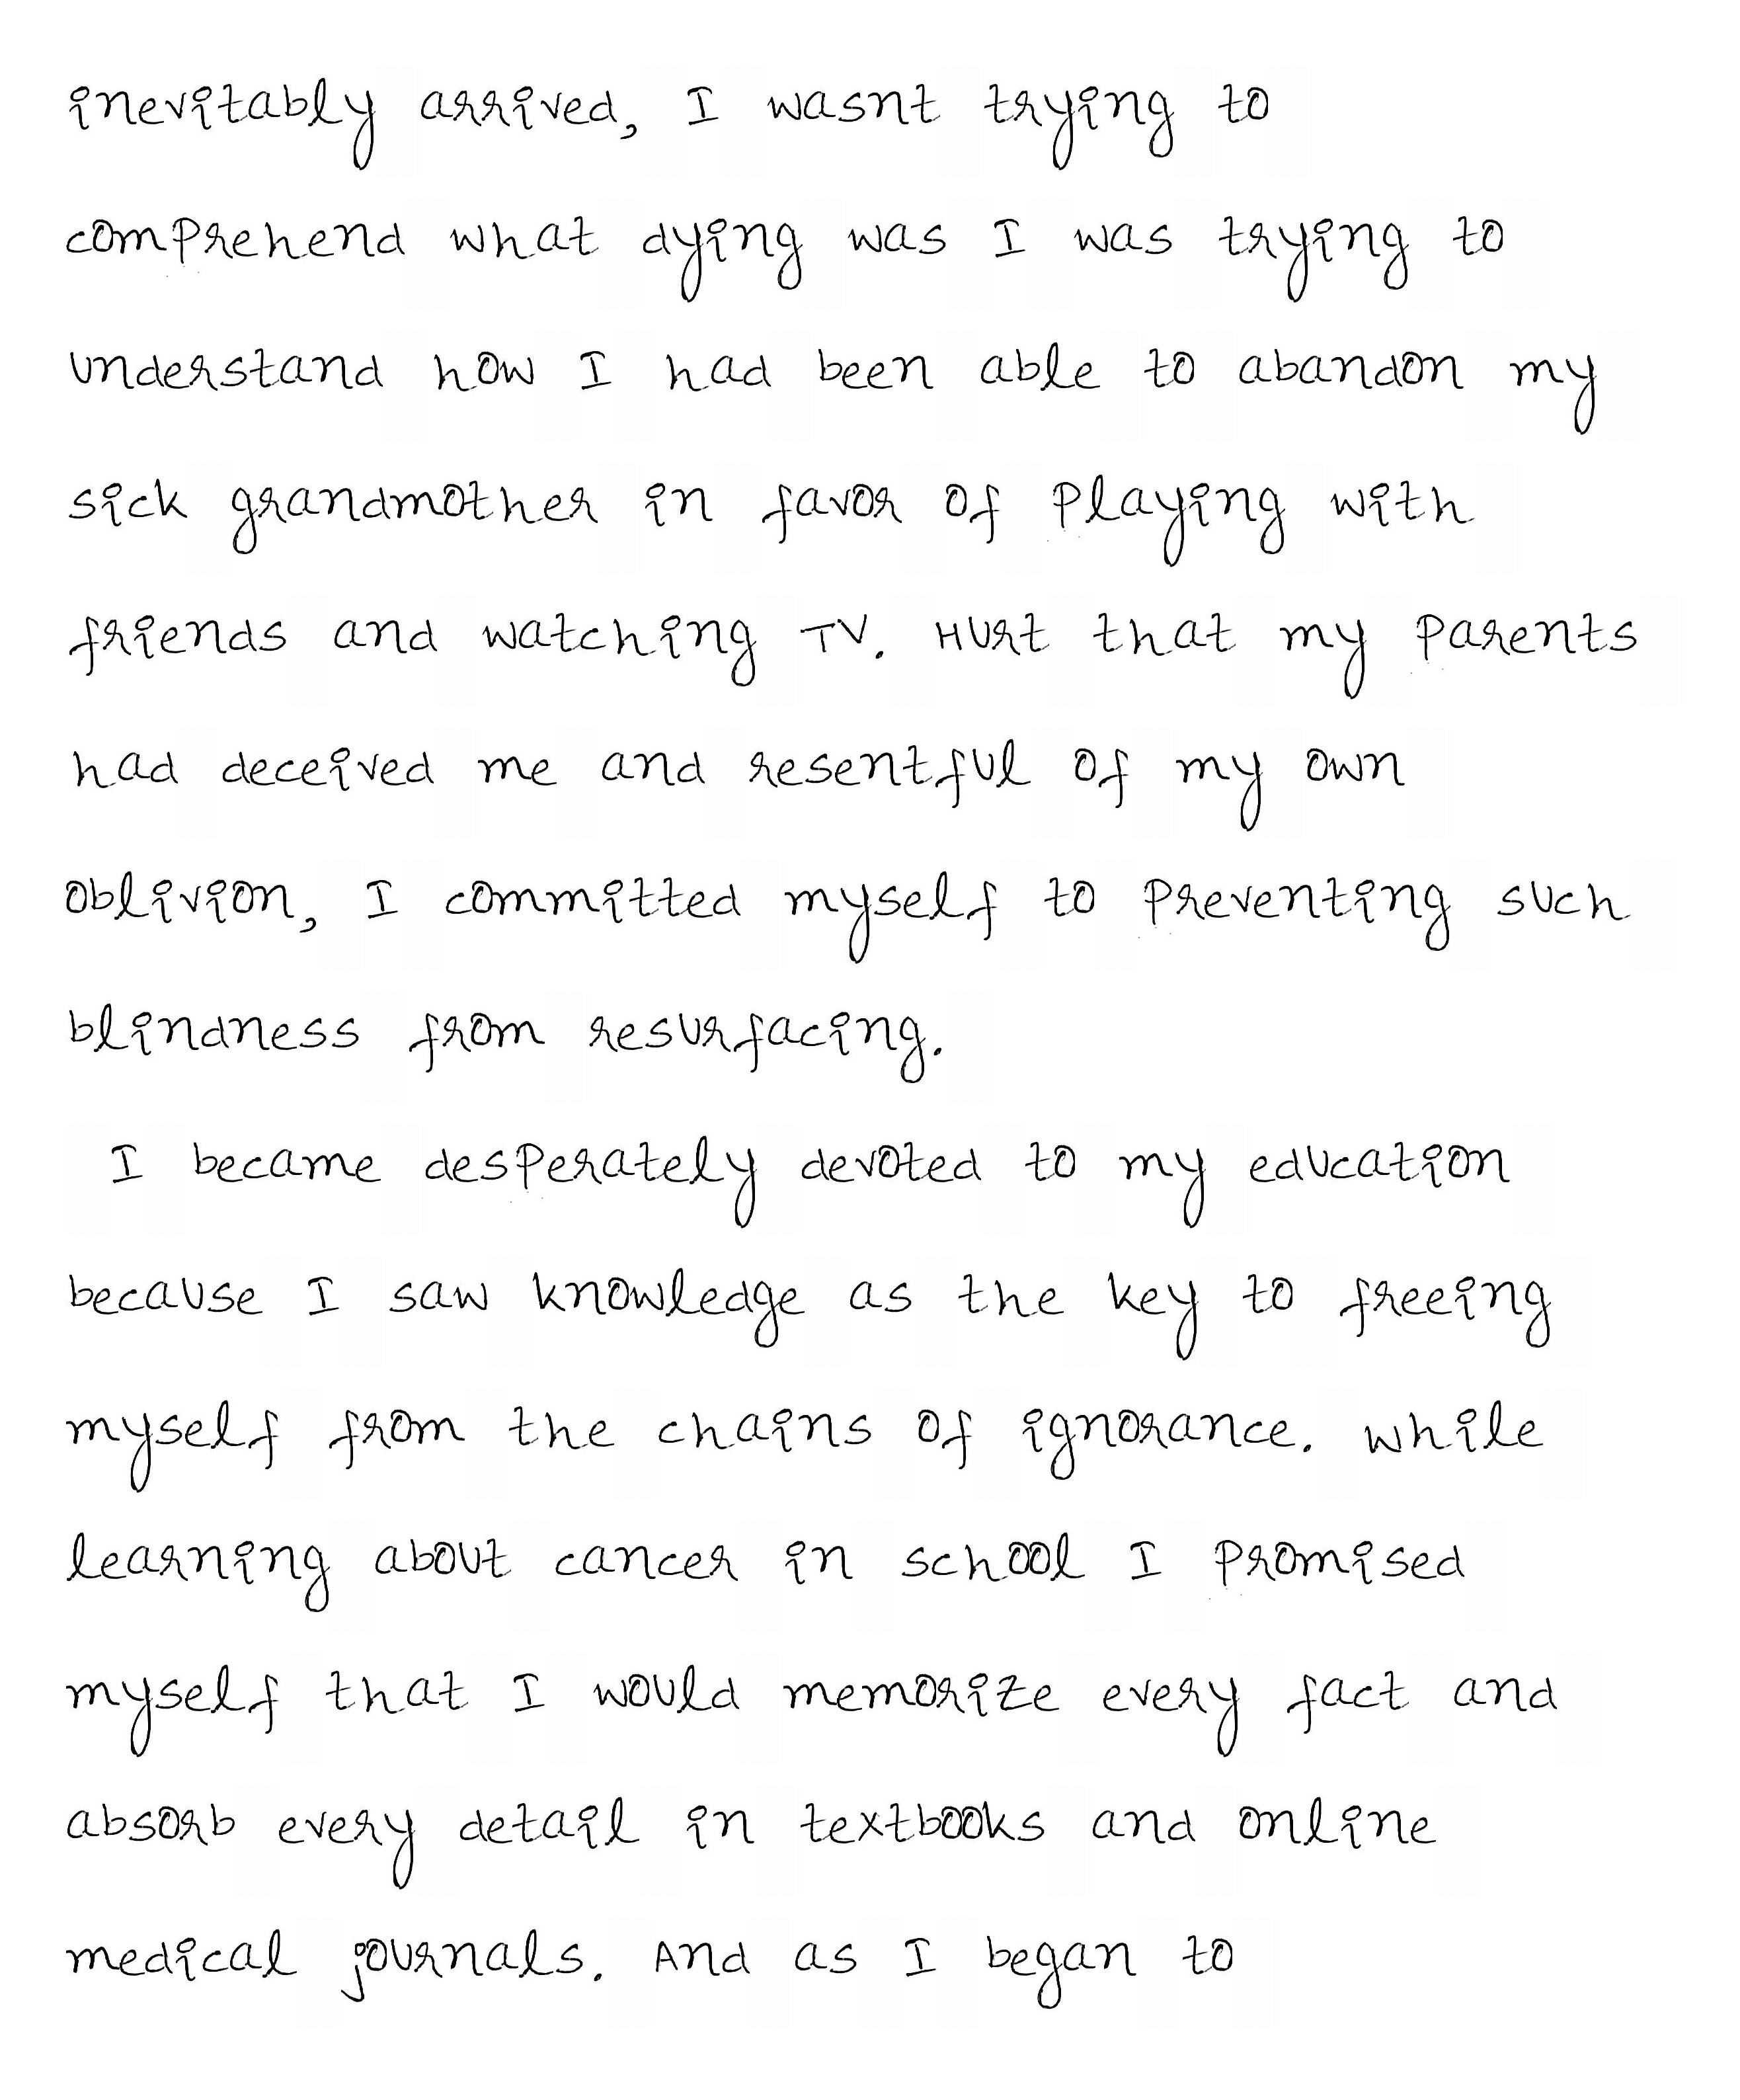 inevitably arrived, I wasnt trying to
comprehend what dying was I was trying to
understand how I had been able to abandon my
sick grandmother in favor of playing with
friends and watching TV. Hurt that my parents
had deceived me and resentful of my own
oblivion, I committed myself to preventing such
blindness from resurfacing.
I became desperately devoted to my education
because I saw knowledge as the key to freeing
myself from the chains of ignorance. While
learning about cancer in school I promised
myself that I would memorize every fact and
absorb every detail in textbooks and online
medical journals. And as I began to